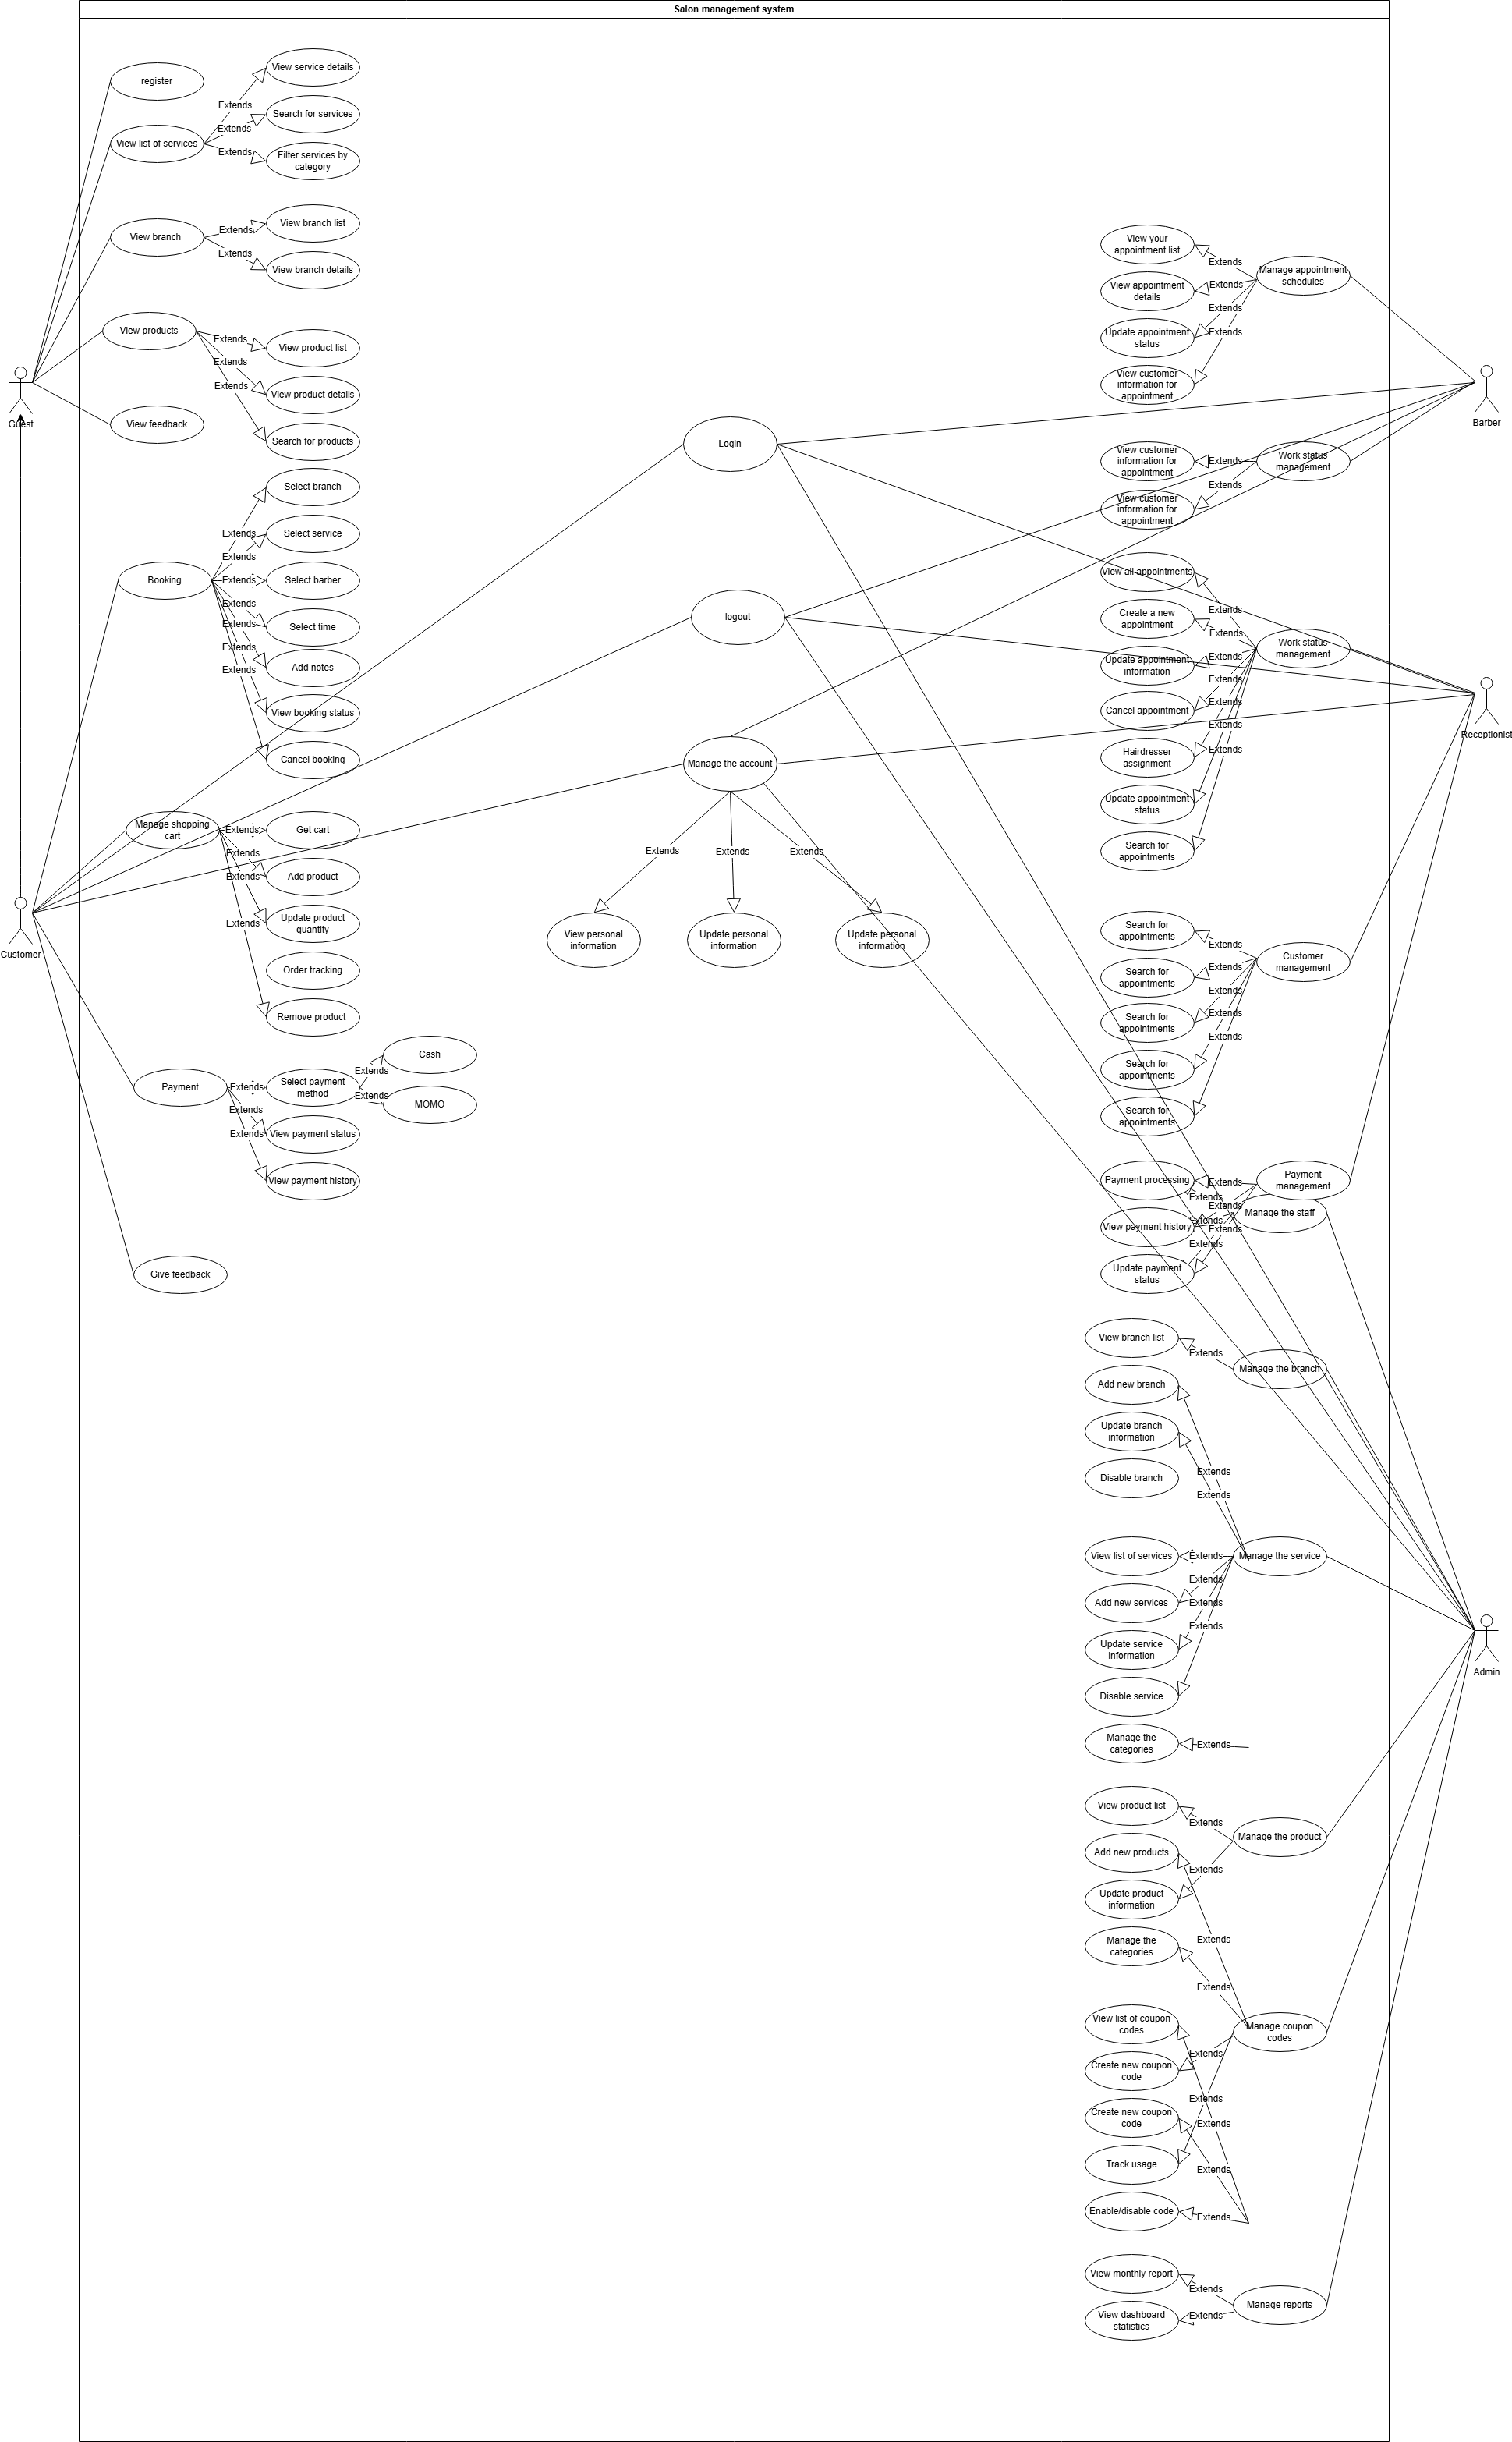 Salon management system
register
View list of services
View service details
Search for services
Filter services by
category
Extends
Extends
Extends
View branch
View branch list
View branch details
Extends
Extends
View products
View product list
View product details
Search for products
Extends
Extends
Extends
View feedback
Guest
Booking
Select branch
Select service
Select barber
Select time
Add notes
View booking status
Cancel booking
Extends
Extends
Extends
Extends
Extends
Extends
Extends
Manage shopping
cart
Get cart
Add product
Update product
quantity
Order tracking
Remove product
Extends
Extends
Extends
Extends
Customer
Payment
Select payment
method
View payment status
View payment history
Extends
Extends
Extends
Cash
MOMO
Extends
Extends
Give feedback
Login
logout
Manage the account
Extends
Extends
Extends
View personal
information
Update personal
information
Update personal
information
View your
appointment list
View appointment
details
Update appointment
status
View customer
information for
appointment
Extends
Extends
Extends
Extends
Manage appointment
schedules
Barber
View customer
information for
appointment
View customer
information for
appointment
Extends
Extends
Work status
management
View all appointments
Create a new
appointment
Update appointment
information
Cancel appointment
Hairdresser
assignment
Update appointment
status
Search for
appointments
Extends
Extends
Extends
Extends
Extends
Extends
Extends
Work status
management
Receptionist
Search for
appointments
Search for
appointments
Search for
appointments
Search for
appointments
Search for
appointments
Extends
Extends
Extends
Extends
Extends
Customer
management
Payment processing
View payment history
Update payment
status
Extends
Extends
Extends
Extends
Extends
Extends
Payment
management
Manage the staff
View branch list
Add new branch
Update branch
information
Disable branch
Extends
Extends
Extends
Manage the branch
View list of services
Add new services
Update service
information
Disable service
Manage the
categories
Extends
Extends
Extends
Extends
Extends
Manage the service
Admin
View product list
Add new products
Update product
information
Manage the
categories
Extends
Extends
Extends
Extends
Manage the product
View list of coupon
codes
Create new coupon
code
Create new coupon
code
Track usage
Enable/disable code
Extends
Extends
Extends
Extends
Extends
Manage coupon
codes
View monthly report
View dashboard
statistics
Extends
Extends
Manage reports